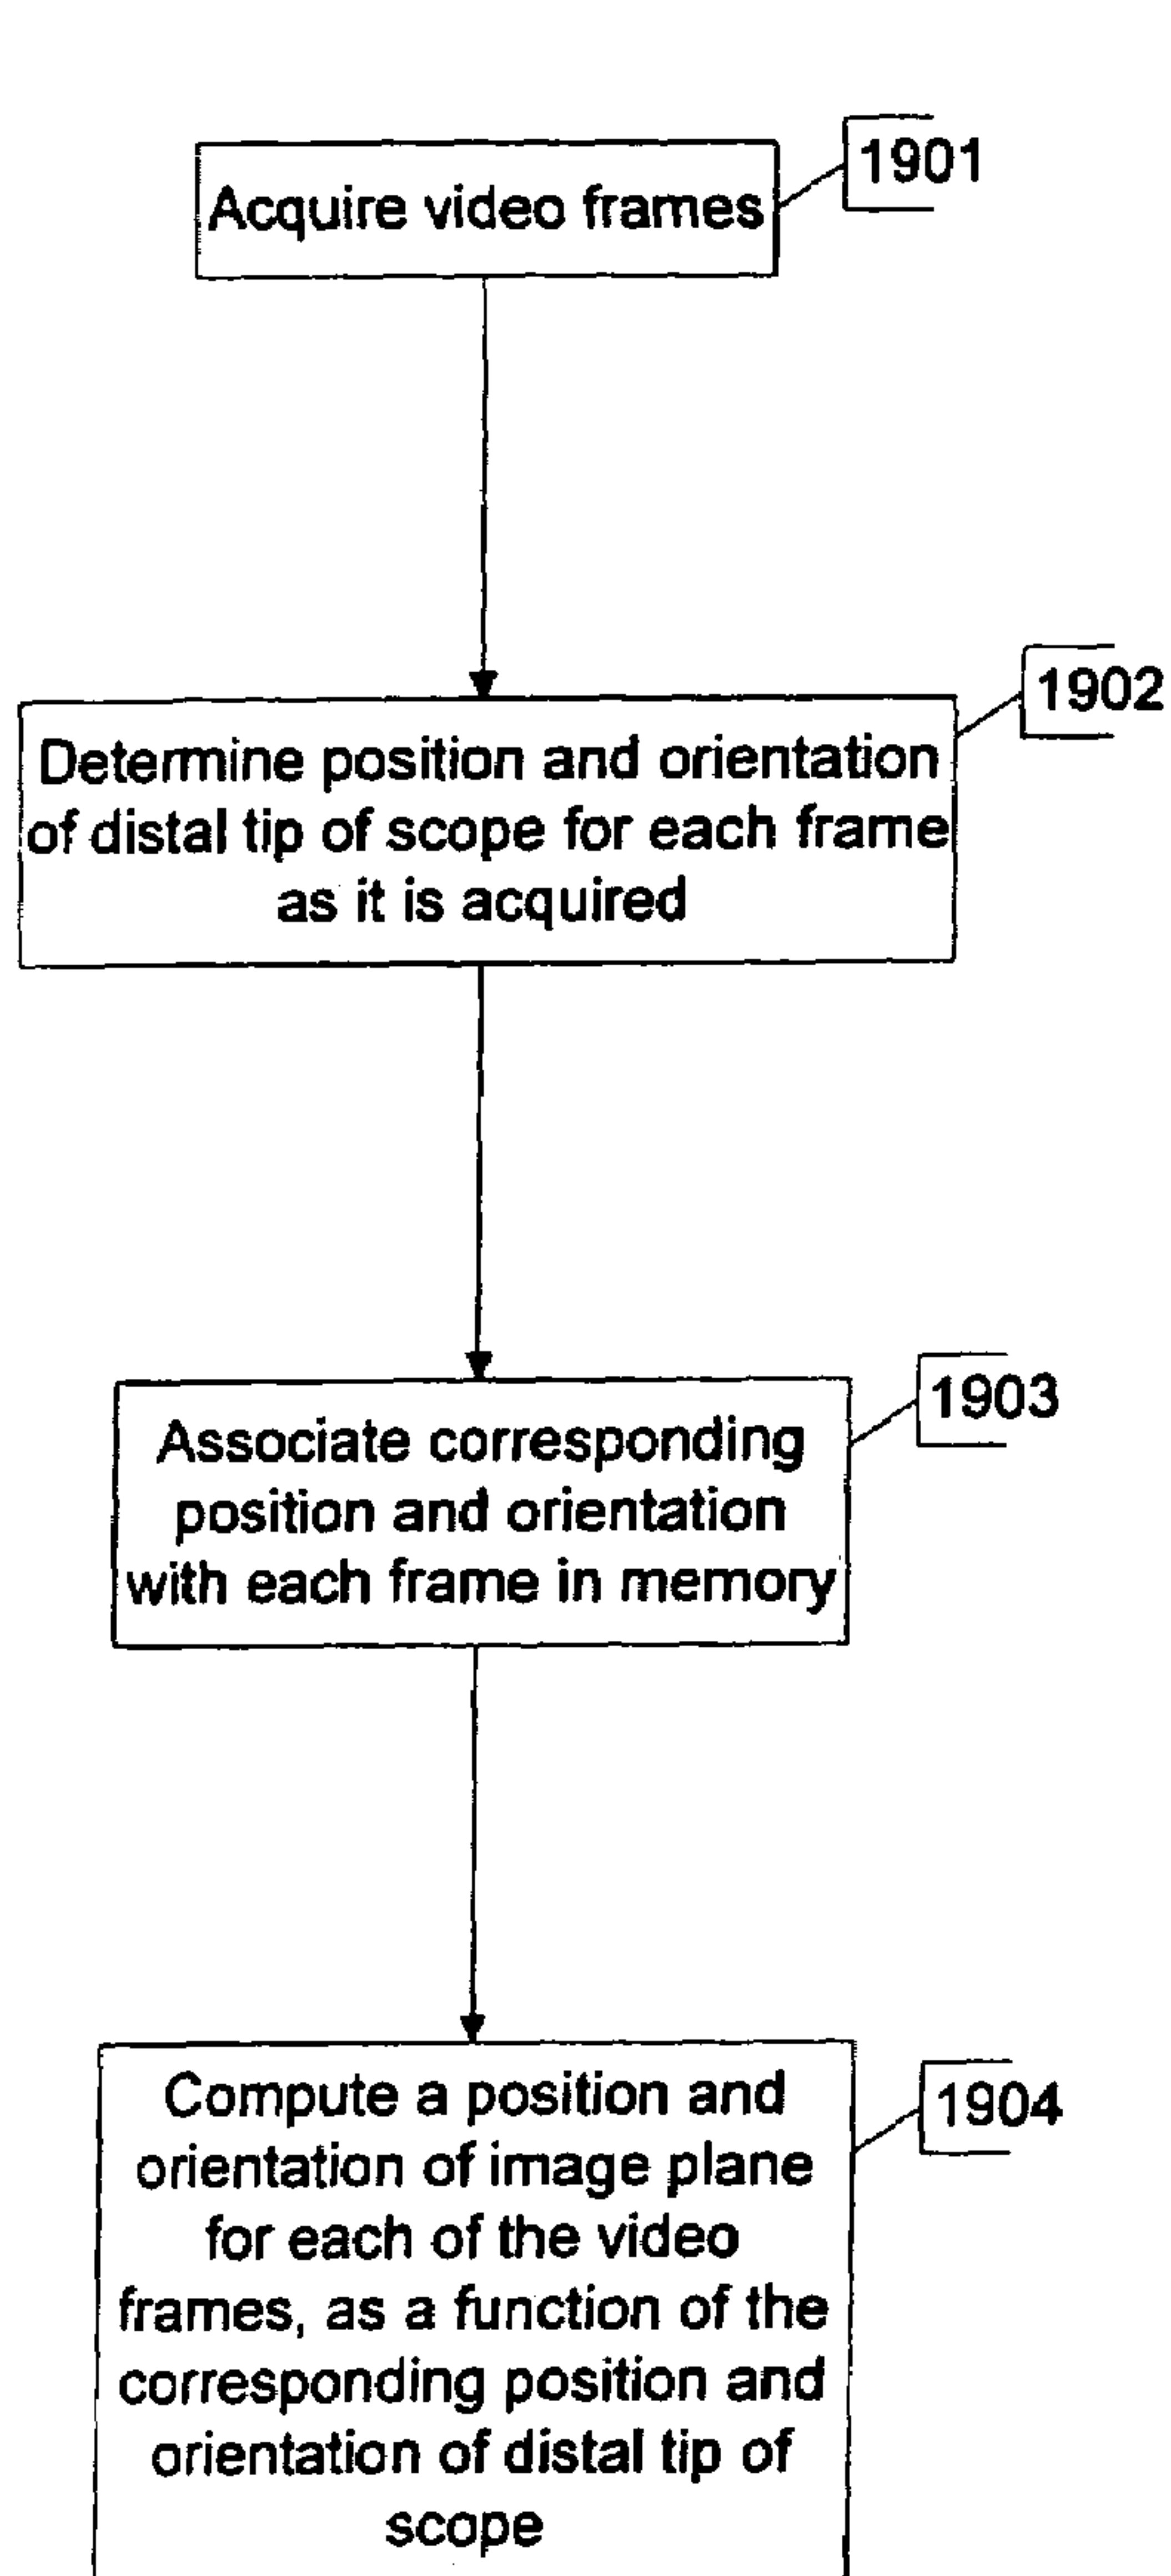 Acquire video frames
1901
Determine position and orientation
of distal tip of scope for each frame
as it is acquired
1902
Associate corresponding
position and orientation
with each frame in memory
1903
Compute a position and
orientation of image plane
for each of the video
frames, as a function of the
corresponding position and
orientation of distal tip of
scope
1904